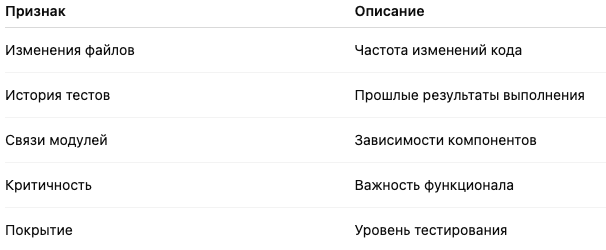 Признак Описание
Изменения файлов Частота изменений кода
История тестов Прошлые результаты выполнения
Связи модулей Зависимости компонентов
Критичность Важность функционала
Покрытие Уровень тестирования